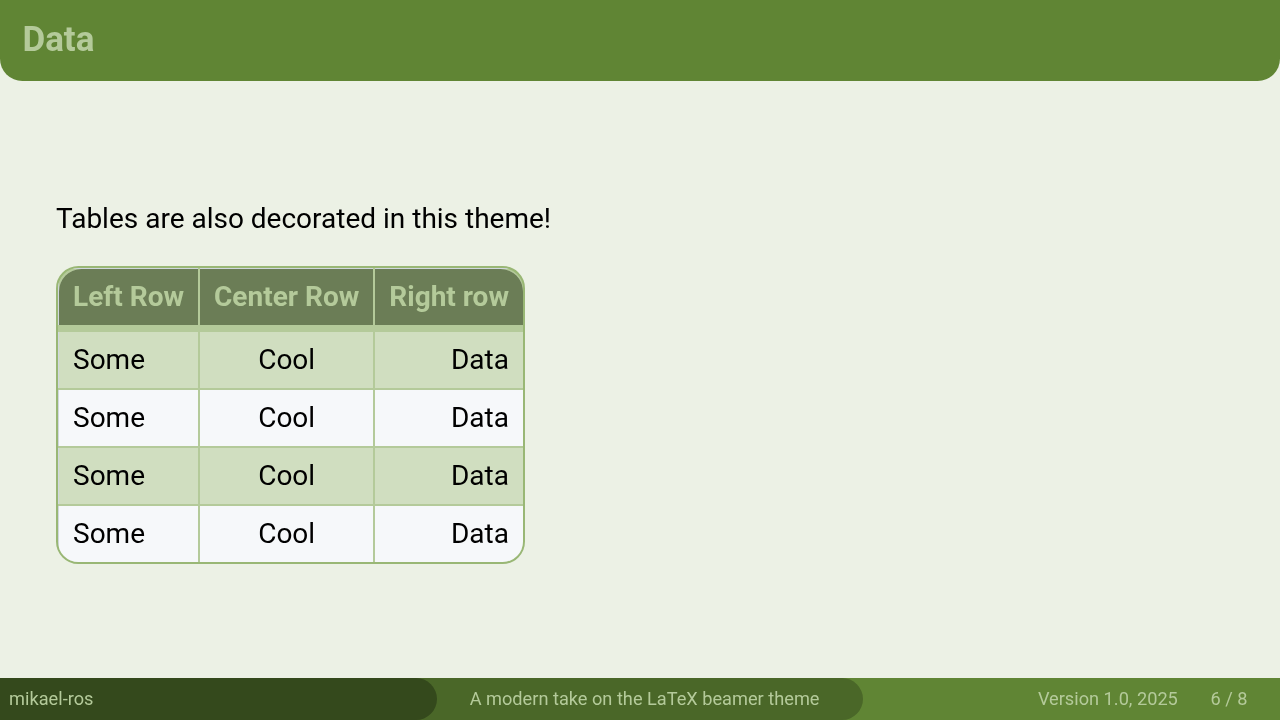 Data
Tables are also decorated in this theme!
Left Row Center Row Right row
Some Cool Data
Some Cool Data
Some Cool Data
Some Cool Data
mikael-ros A modern take on the LaTeX beamer theme Version 1.0, 2025 6 / 8